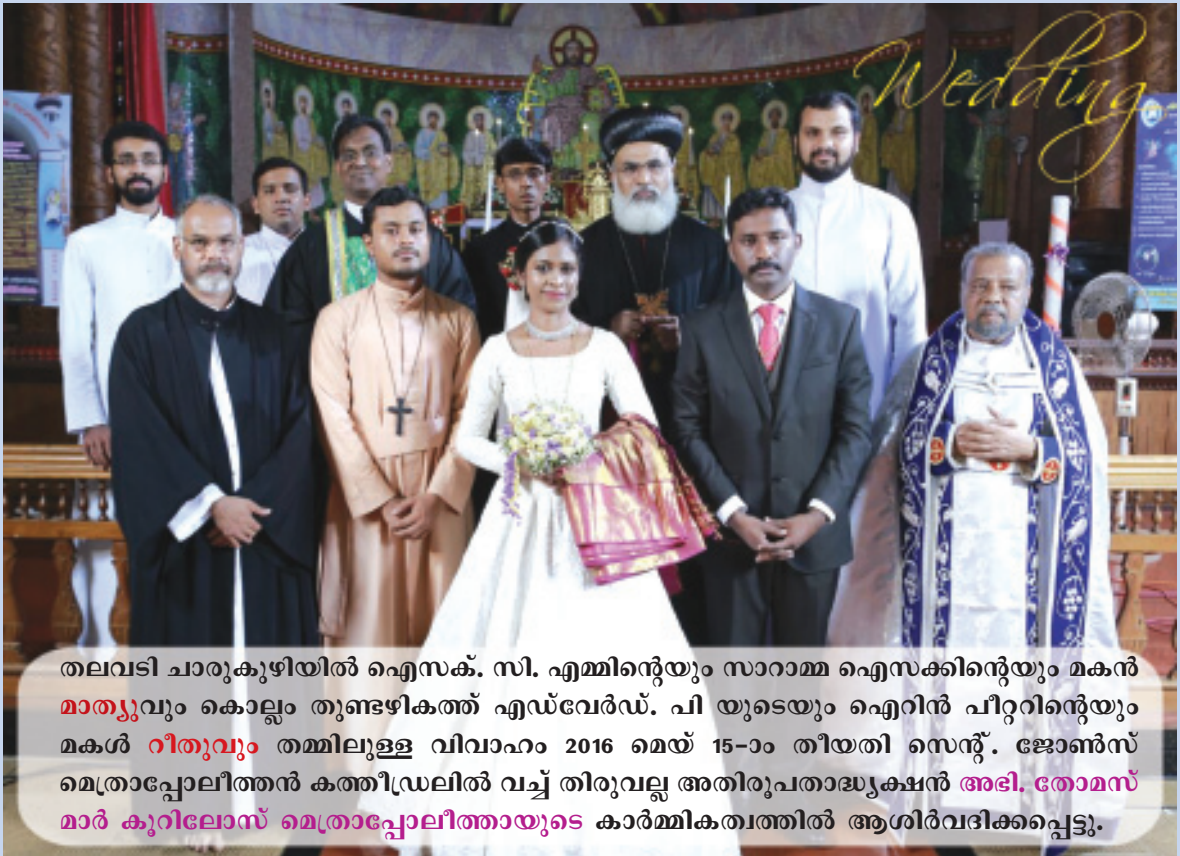 Wedding
തലവടി ചാരുകുഴിയിൽ ഐസക്. സി. എമ്മിന്റെയും സാറാമ്മ ഐസക്കിന്റെയും മകൻ
മാത്യുവും കൊല്ലം തുണ്ടഴികത്ത് എഡ്വേർഡ്. പി യുടെയും ഐറിൻ പീറ്ററിന്റെയും
മകൾ റീതുവും തമ്മിലുള്ള വിവാഹം 2016 മെയ് 15-ാം തീയതി സെന്റ്. ജോൺസ്
മെത്രാപ്പോലീത്തൻ കത്തീഡ്രലിൽ വച്ച് തിരുവല്ല അതിരൂപതാദ്ധ്യക്ഷൻ അഭി. തോമസ്
മാർ കൂറിലോസ് മെത്രാപ്പോലീത്തായുടെ കാർമ്മികത്വത്തിൽ ആശിർവദിക്കപ്പെട്ടു.